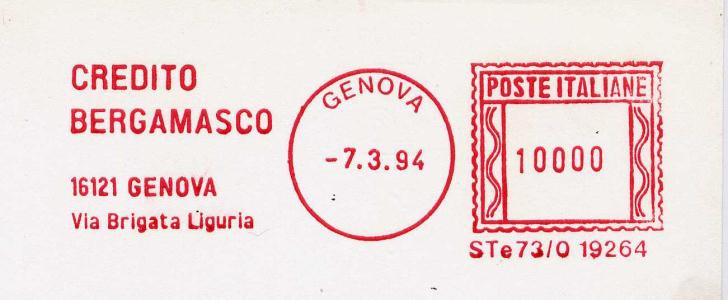 CREDITO
BERGAMASCO
16121 GENOVA
Via Brigata Liguria
GENOVA
-7.3.94
POSTE ITALIANE
10000
STe73/0 19264